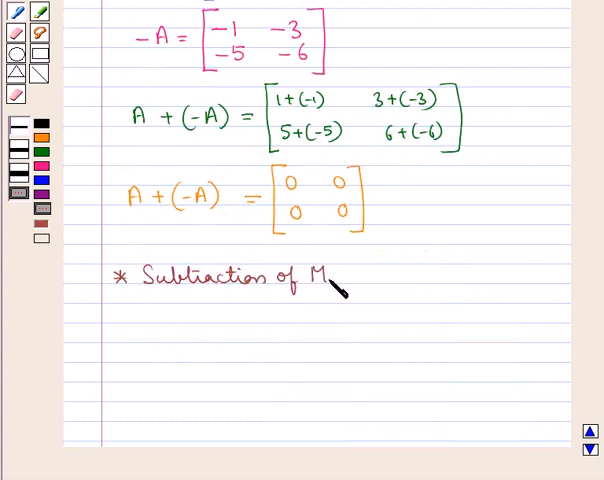 -A = [ -1 -3
-5 -6 ]
A + (-A) = [ 1+(-1) 3+(-3)
5+(-5) 6+(-6) ]
A + (-A) = [ 0 0
0 0 ]
* Subtraction of M